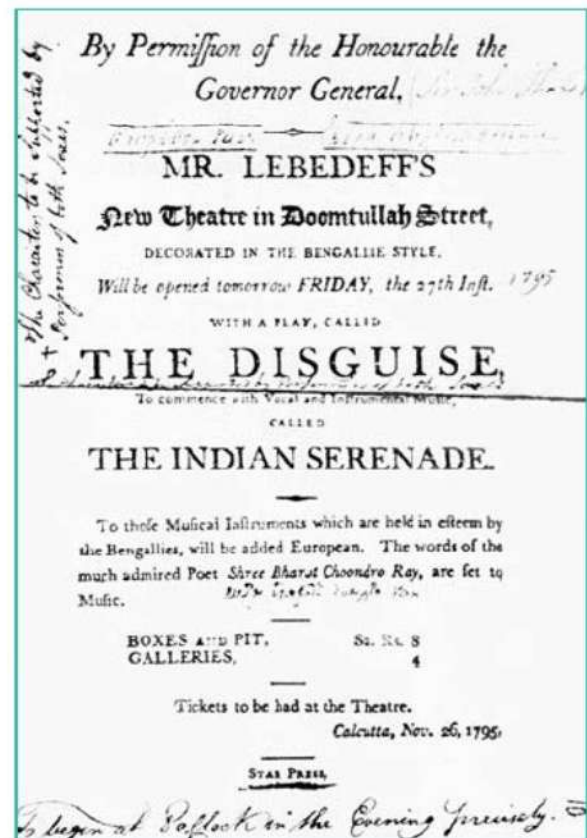 By Permiſſion of the Honourable the
Governor General,
MR. LEBEDEFF'S
New Theatre in Doomtullah Street,
DECORATED IN THE BENGALLIE STYLE,
Will be opened tomorrow FRIDAY, the 27th Inſt. 1795
WITH A PLAY, CALLED
THE DISGUISE,
To commence with Vocal and Inſtrumental Muſic,
CALLED
THE INDIAN SERENADE.
To theſe Muſical Inſtruments which are held in eſteem by
the Bengallies, will be added European. The words of the
much admired Poet Shree Bharat Choondro Ray, are ſet to
Muſic.
BOXES AND PIT, Sa. Rs. 8
GALLERIES, 4
Tickets to be had at the Theatre.
Calcutta, Nov. 26, 1795,
STAR PRESS,
To begin at o'Clock in the Evening precisely.
+ The Characters to be supported by
Performers of both Sexes.